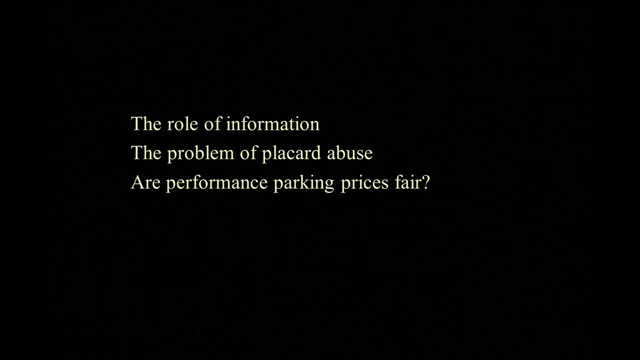 The role of information
The problem of placard abuse
Are performance parking prices fair?